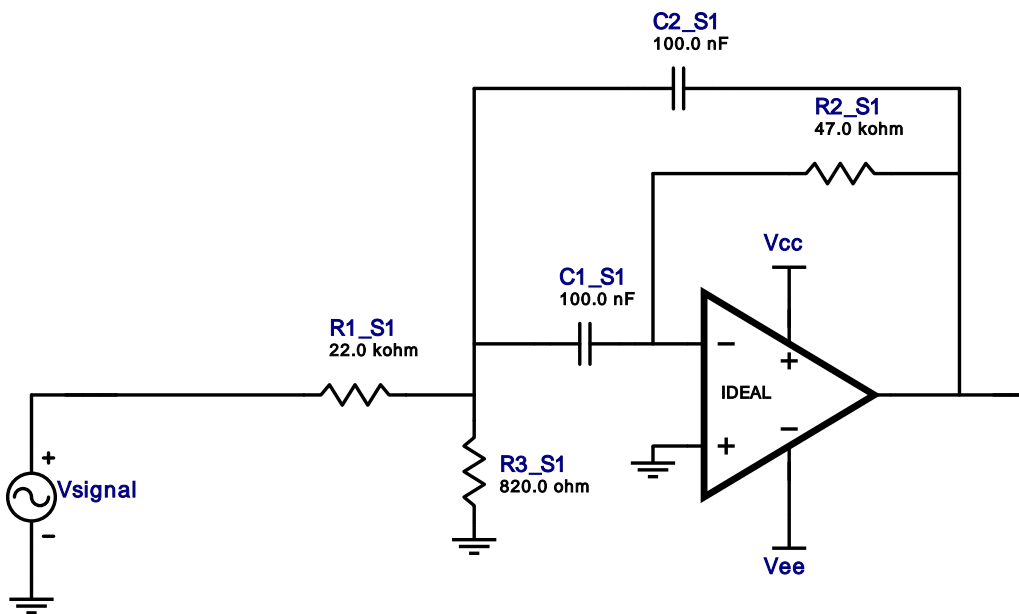 C2_S1
100.0 nF
R2_S1
47.0 kohm
Vcc
C1_S1
100.0 nF
R1_S1
22.0 kohm
−
+
IDEAL
−
+
+
R3_S1
820.0 ohm
Vsignal
−
Vee